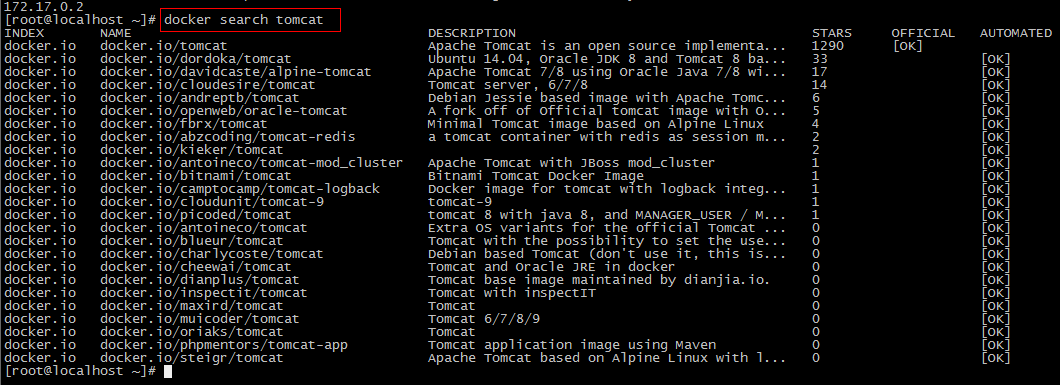 172.17.0.2
[root@localhost ~]# docker search tomcat
INDEX NAME DESCRIPTION STARS OFFICIAL AUTOMATED
docker.io docker.io/tomcat Apache Tomcat is an open source implementa... 1290 [OK]
docker.io docker.io/dordoka/tomcat Ubuntu 14.04, Oracle JDK 8 and Tomcat 8 ba... 33 [OK]
docker.io docker.io/davidcaste/alpine-tomcat Apache Tomcat 7/8 using Oracle Java 7/8 wi... 17 [OK]
docker.io docker.io/cloudesire/tomcat Tomcat server, 6/7/8 14 [OK]
docker.io docker.io/andreptb/tomcat Debian Jessie based image with Apache Tomc... 6 [OK]
docker.io docker.io/openweb/oracle-tomcat A fork off of Official tomcat image with O... 5 [OK]
docker.io docker.io/fbrx/tomcat Minimal Tomcat image based on Alpine Linux 4 [OK]
docker.io docker.io/abzcoding/tomcat-redis a tomcat container with redis as session m... 2 [OK]
docker.io docker.io/kieker/tomcat 2 [OK]
docker.io docker.io/antoineco/tomcat-mod_cluster Apache Tomcat with JBoss mod_cluster 1 [OK]
docker.io docker.io/bitnami/tomcat Bitnami Tomcat Docker Image 1 [OK]
docker.io docker.io/camptocamp/tomcat-logback Docker image for tomcat with logback integ... 1 [OK]
docker.io docker.io/cloudunit/tomcat-9 tomcat-9 1 [OK]
docker.io docker.io/picoded/tomcat tomcat 8 with java 8, and MANAGER_USER / M... 1 [OK]
docker.io docker.io/antoineco/tomcat Extra OS variants for the official Tomcat ... 0 [OK]
docker.io docker.io/blueur/tomcat Tomcat with the possibility to set the use... 0 [OK]
docker.io docker.io/charlycoste/tomcat Debian based Tomcat (don't use it, this is... 0 [OK]
docker.io docker.io/cheewai/tomcat Tomcat and Oracle JRE in docker 0 [OK]
docker.io docker.io/dianplus/tomcat Tomcat base image maintained by dianjia.io. 0 [OK]
docker.io docker.io/inspectit/tomcat Tomcat with inspectIT 0 [OK]
docker.io docker.io/maxird/tomcat Tomcat 0 [OK]
docker.io docker.io/muicoder/tomcat Tomcat 6/7/8/9 0 [OK]
docker.io docker.io/oriaks/tomcat Tomcat 0 [OK]
docker.io docker.io/phpmentors/tomcat-app Tomcat application image using Maven 0 [OK]
docker.io docker.io/steigr/tomcat Apache Tomcat based on Alpine Linux with l... 0 [OK]
[root@localhost ~]#